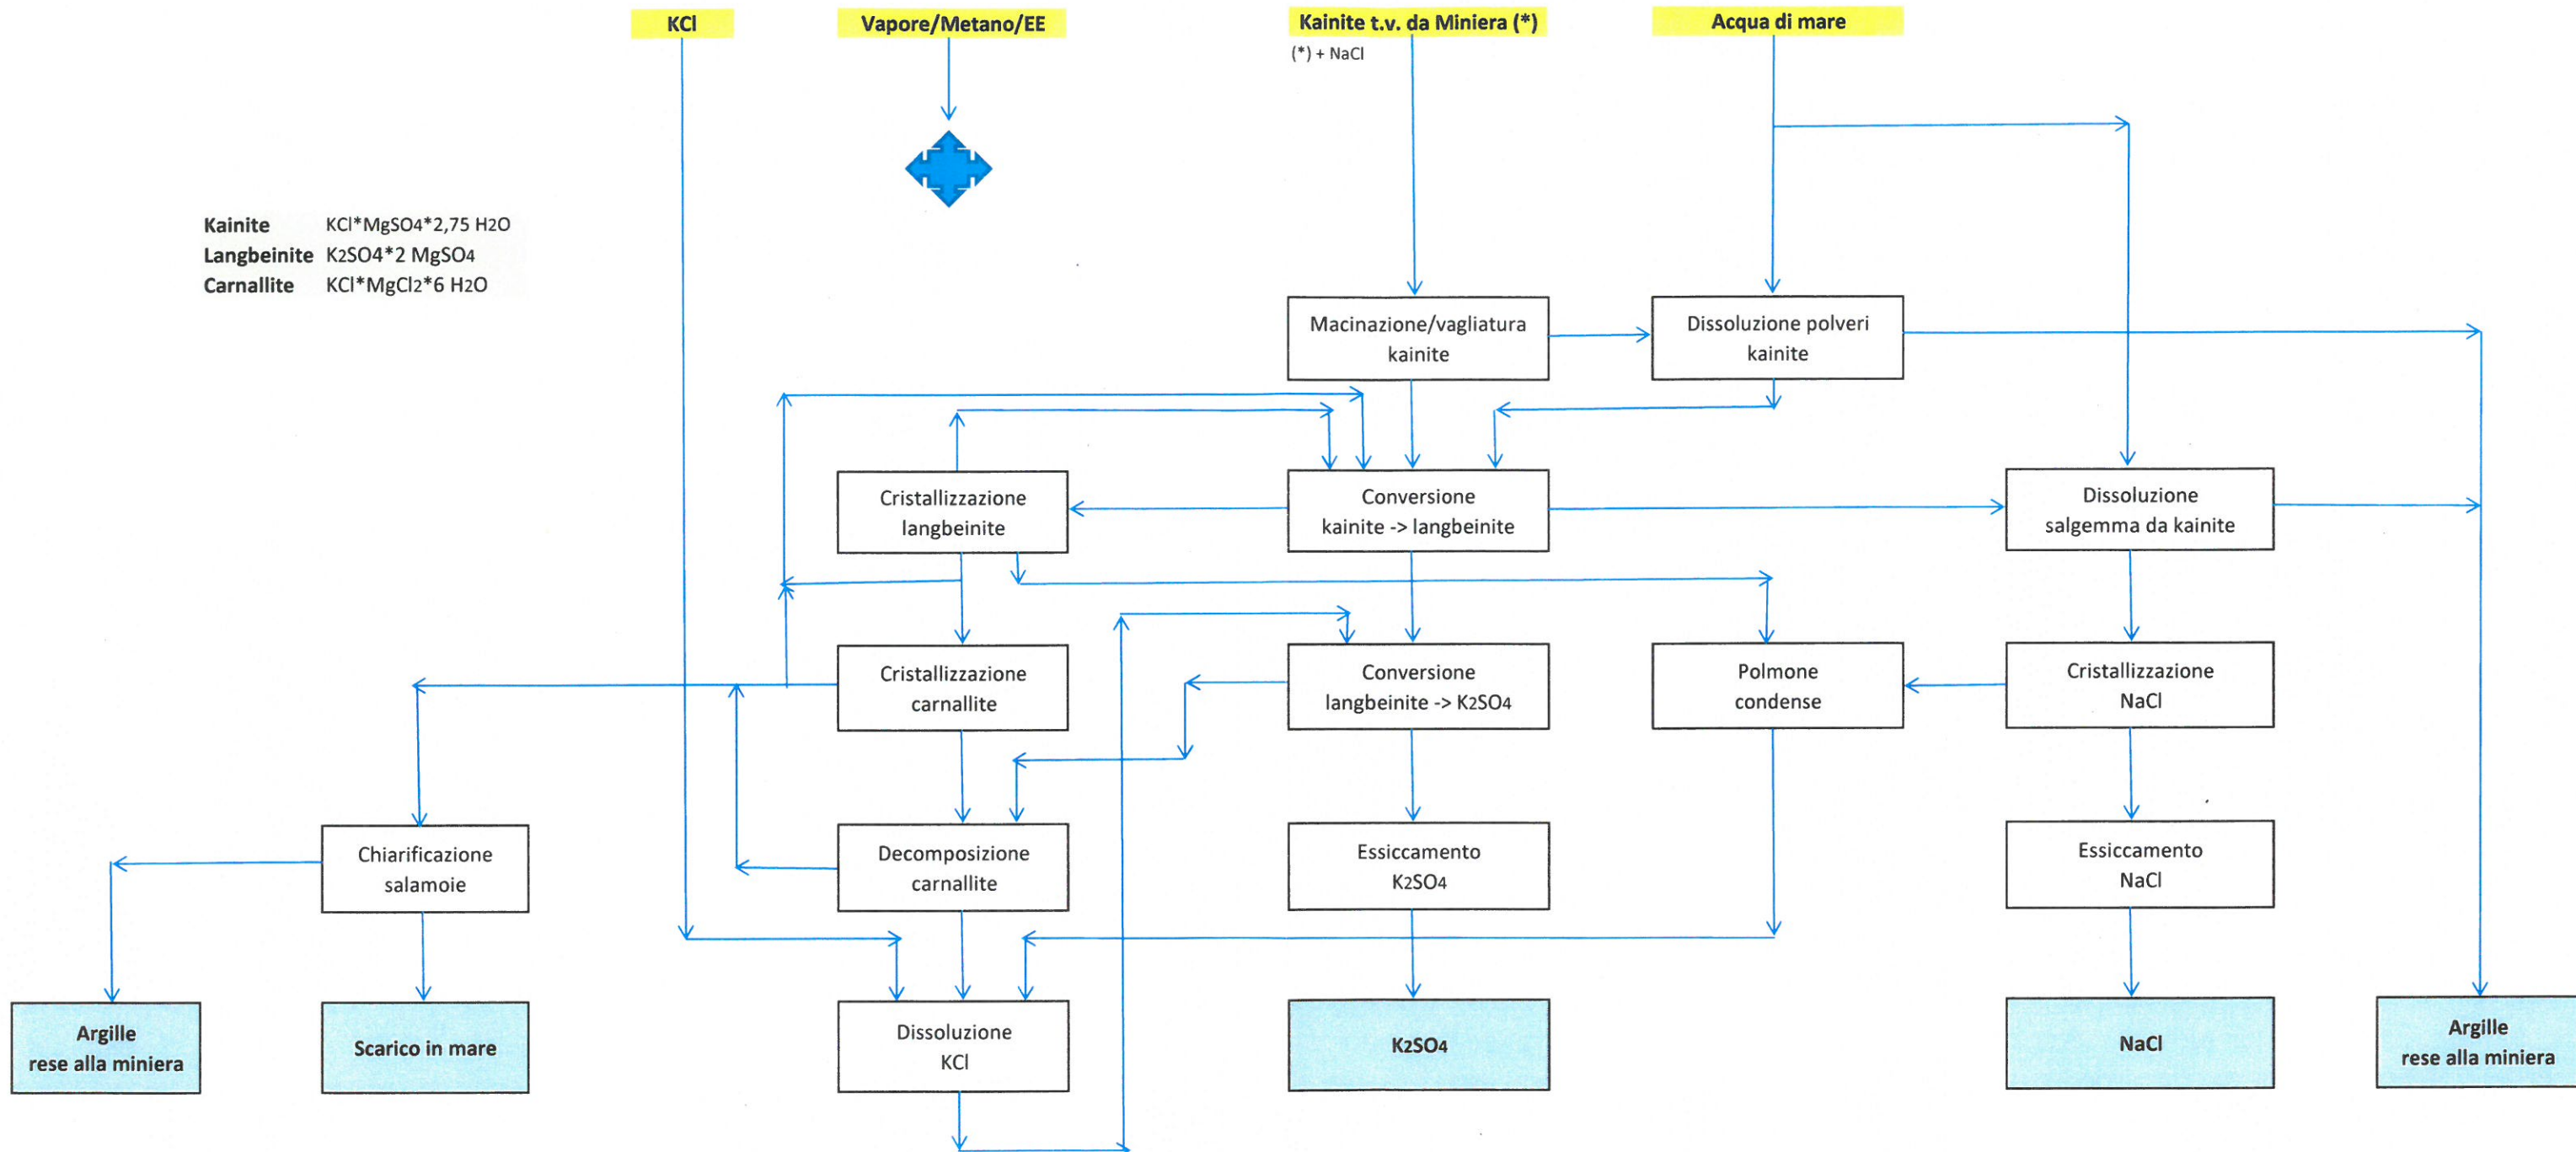 KCl
Vapore/Metano/EE
Kainite t.v. da Miniera (*)
(*) + NaCl
Acqua di mare
Kainite KCl*MgSO4*2,75 H2O
Langbeinite K2SO4*2 MgSO4
Carnallite KCl*MgCl2*6 H2O
Macinazione/vagliatura
kainite
Dissoluzione polveri
kainite
Cristallizzazione
langbeinite
Conversione
kainite -> langbeinite
Dissoluzione
salgemma da kainite
Cristallizzazione
carnallite
Conversione
langbeinite -> K2SO4
Polmone
condense
Cristallizzazione
NaCl
Chiarificazione
salamoie
Decomposizione
carnallite
Essiccamento
K2SO4
Essiccamento
NaCl
Argille
rese alla miniera
Scarico in mare
Dissoluzione
KCl
K2SO4
NaCl
Argille
rese alla miniera